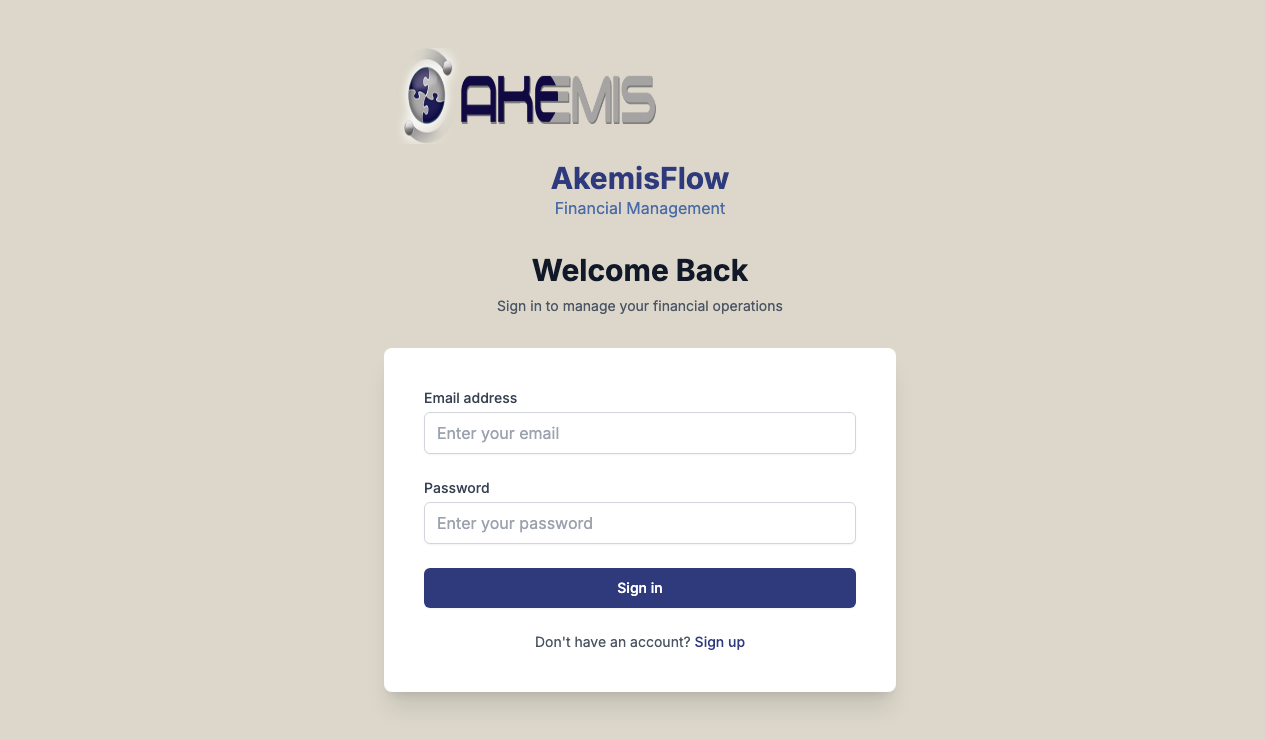 AKEMIS
AkemisFlow
Financial Management
Welcome Back
Sign in to manage your financial operations
Email address
Enter your email
Password
Enter your password
Sign in
Don't have an account? Sign up